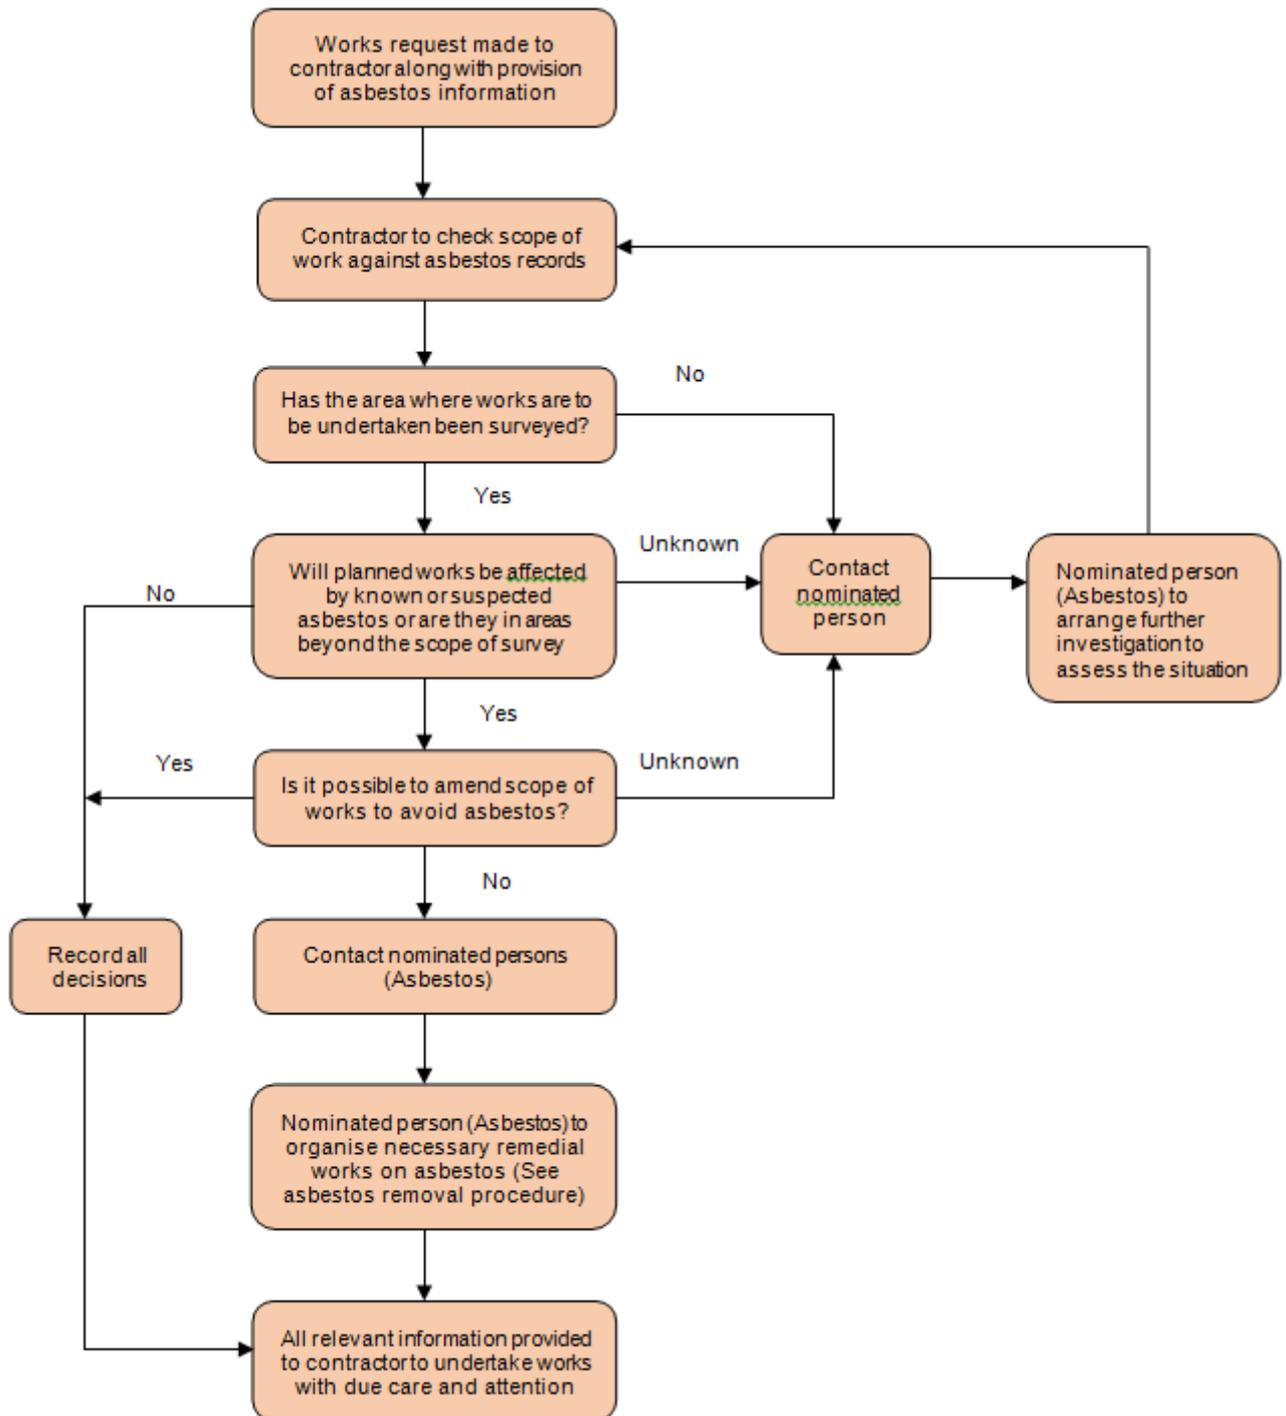 Works request made to
contractor along with provision
of asbestos information
Contractor to check scope of
work against asbestos records
Has the area where works are to
be undertaken been surveyed?
No
Yes
Will planned works be affected
by known or suspected
asbestos or are they in areas
beyond the scope of survey
No
Unknown
Contact
nominated
person
Nominated person
(Asbestos) to
arrange further
investigation to
assess the situation
Yes
Is it possible to amend scope of
works to avoid asbestos?
Yes
Unknown
No
Record all
decisions
Contact nominated persons
(Asbestos)
Nominated person (Asbestos) to
organise necessary remedial
works on asbestos (See
asbestos removal procedure)
All relevant information provided
to contractor to undertake works
with due care and attention